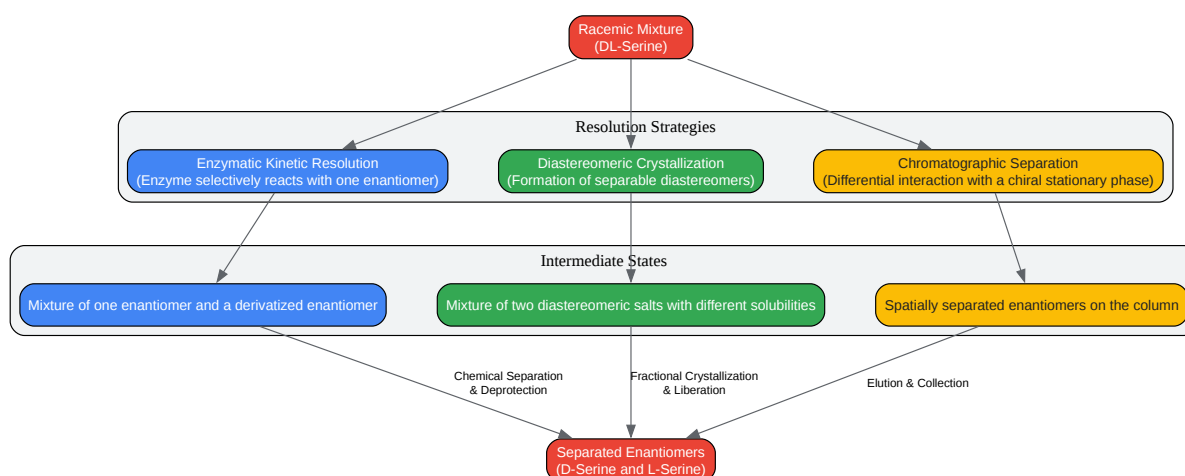 Racemic Mixture
(DL-Serine)
Resolution Strategies
Enzymatic Kinetic Resolution
(Enzyme selectively reacts with one enantiomer)
Diastereomeric Crystallization
(Formation of separable diastereomers)
Chromatographic Separation
(Differential interaction with a chiral stationary phase)
Intermediate States
Mixture of one enantiomer and a derivatized enantiomer
Mixture of two diastereomeric salts with different solubilities
Spatially separated enantiomers on the column
Chemical Separation
& Deprotection
Fractional Crystallization
& Liberation
Elution & Collection
Separated Enantiomers
(D-Serine and L-Serine)